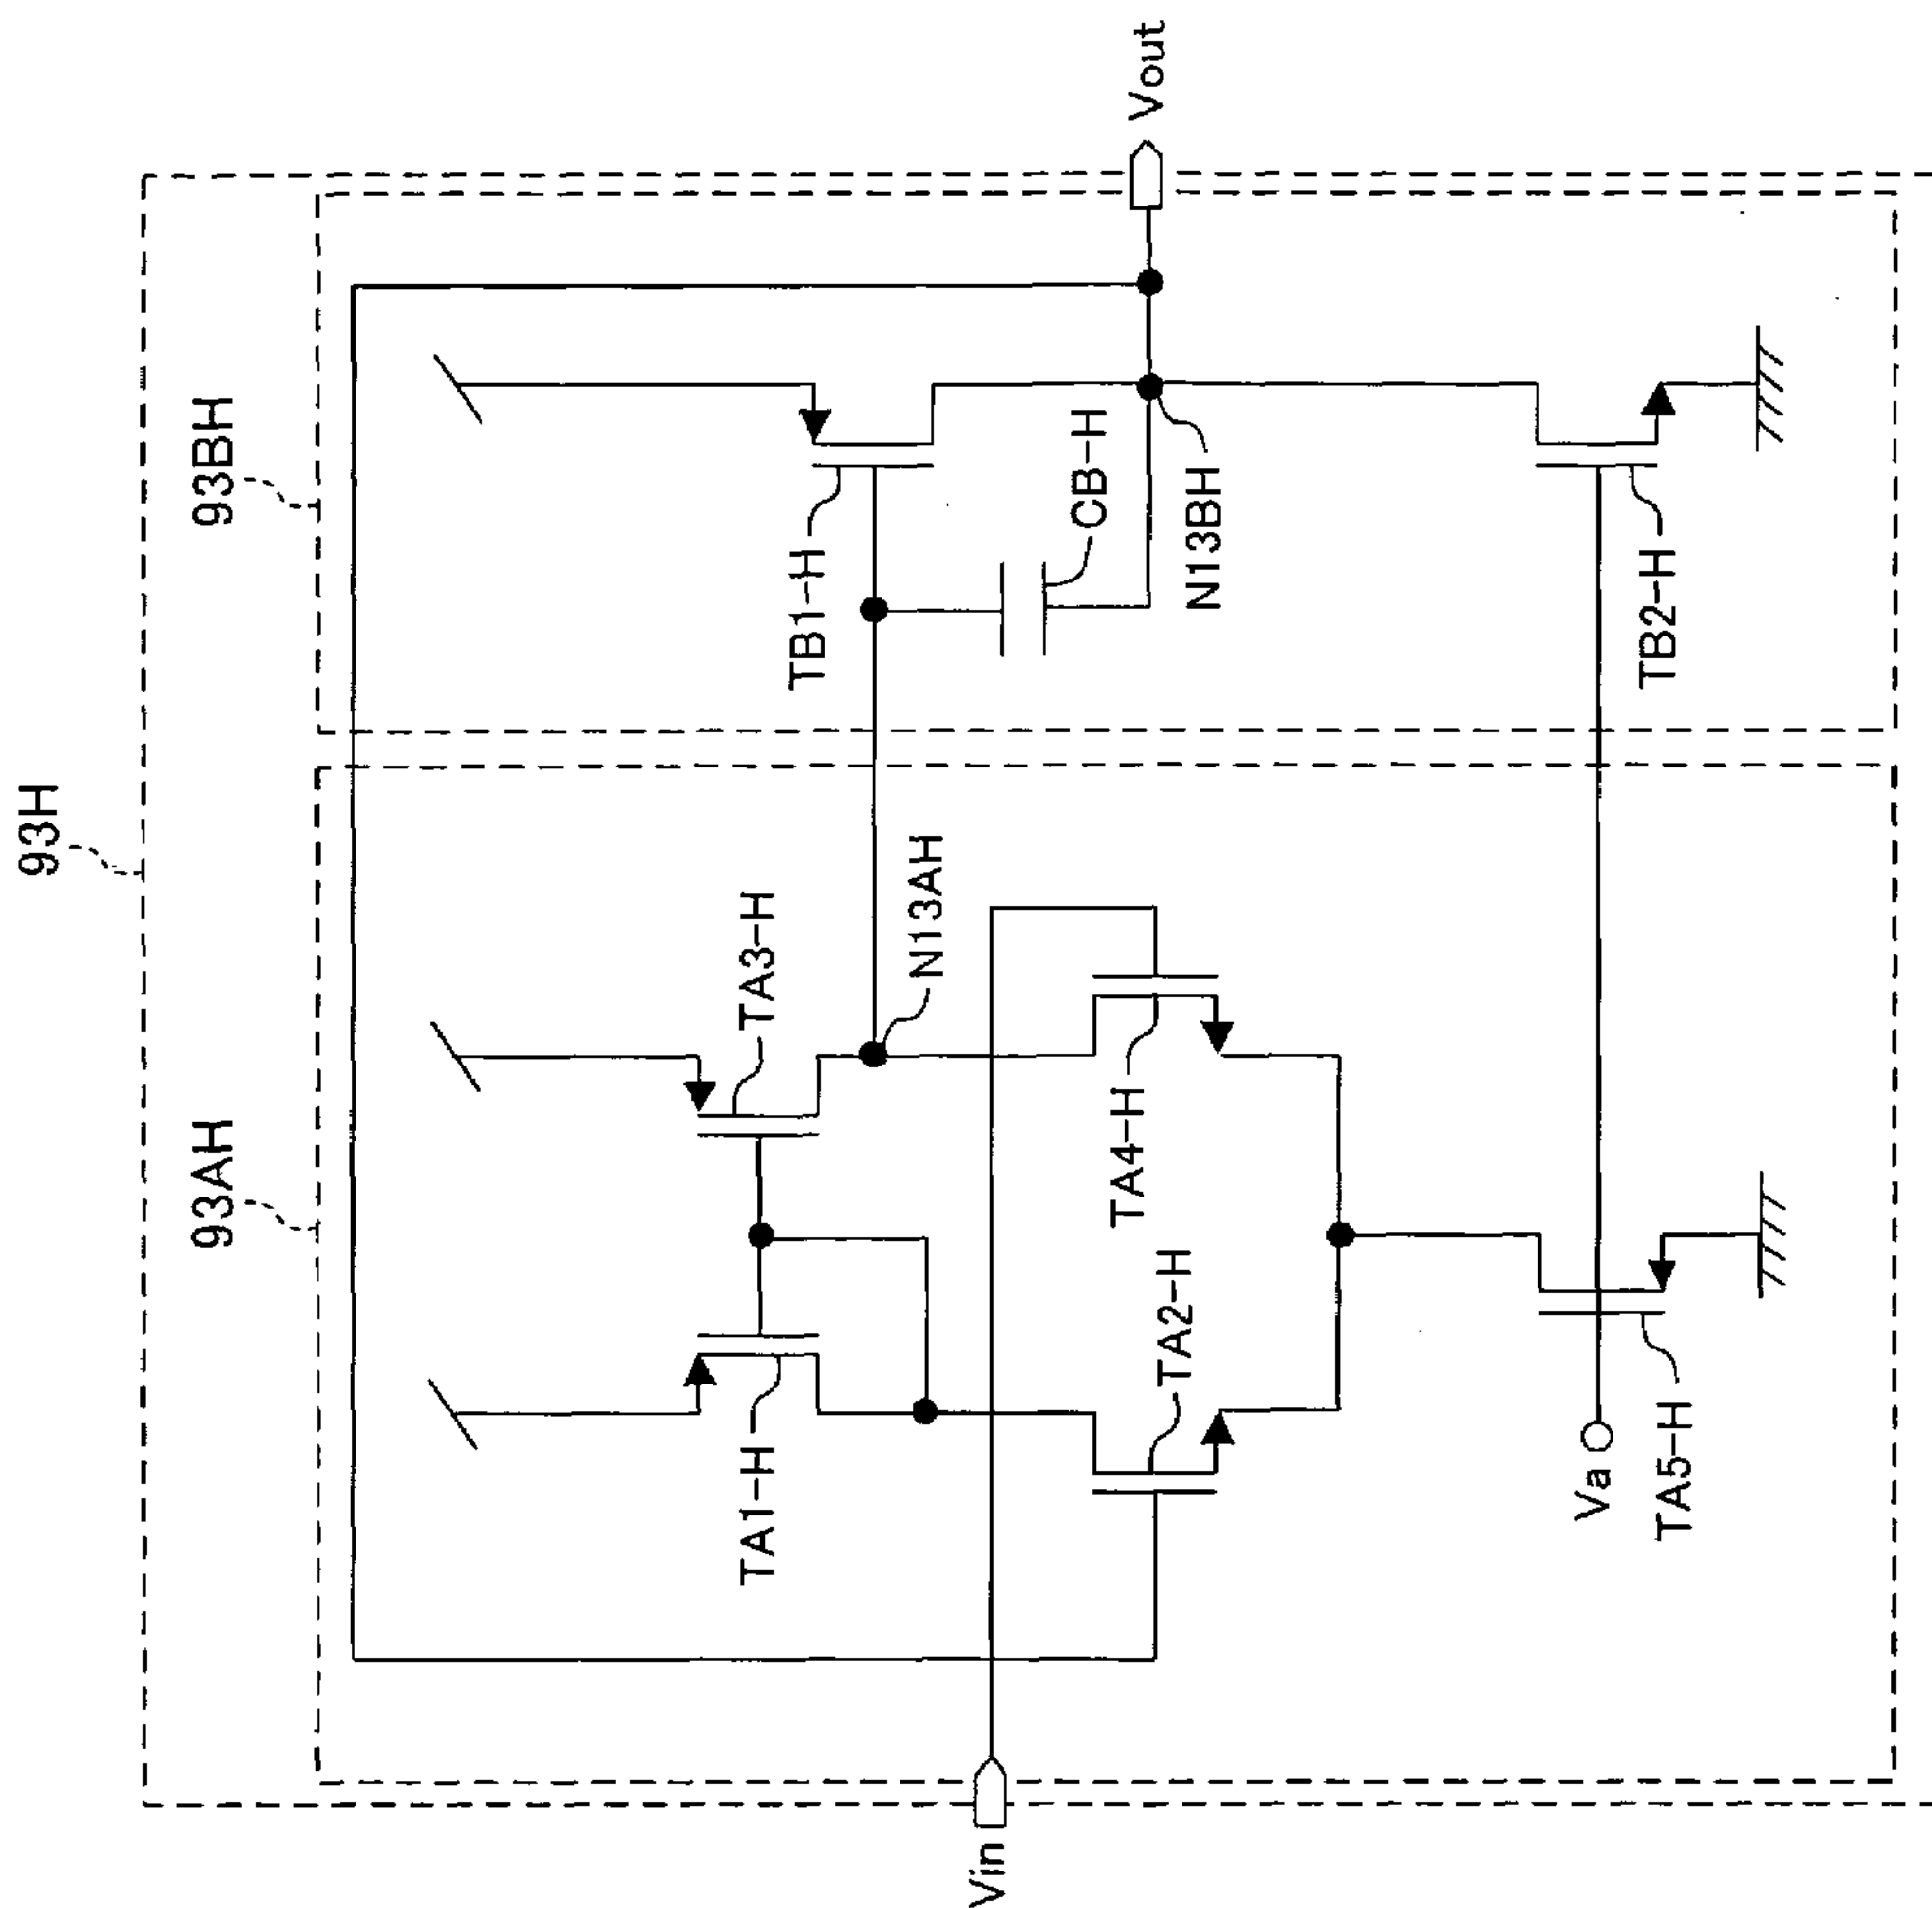 93H
93AH
93BH
TA1-H
TA3-H
TB1-H
N13AH
CB-H
Vin
Vout
TA2-H
TA4-H
N13BH
Va
TA5-H
TB2-H